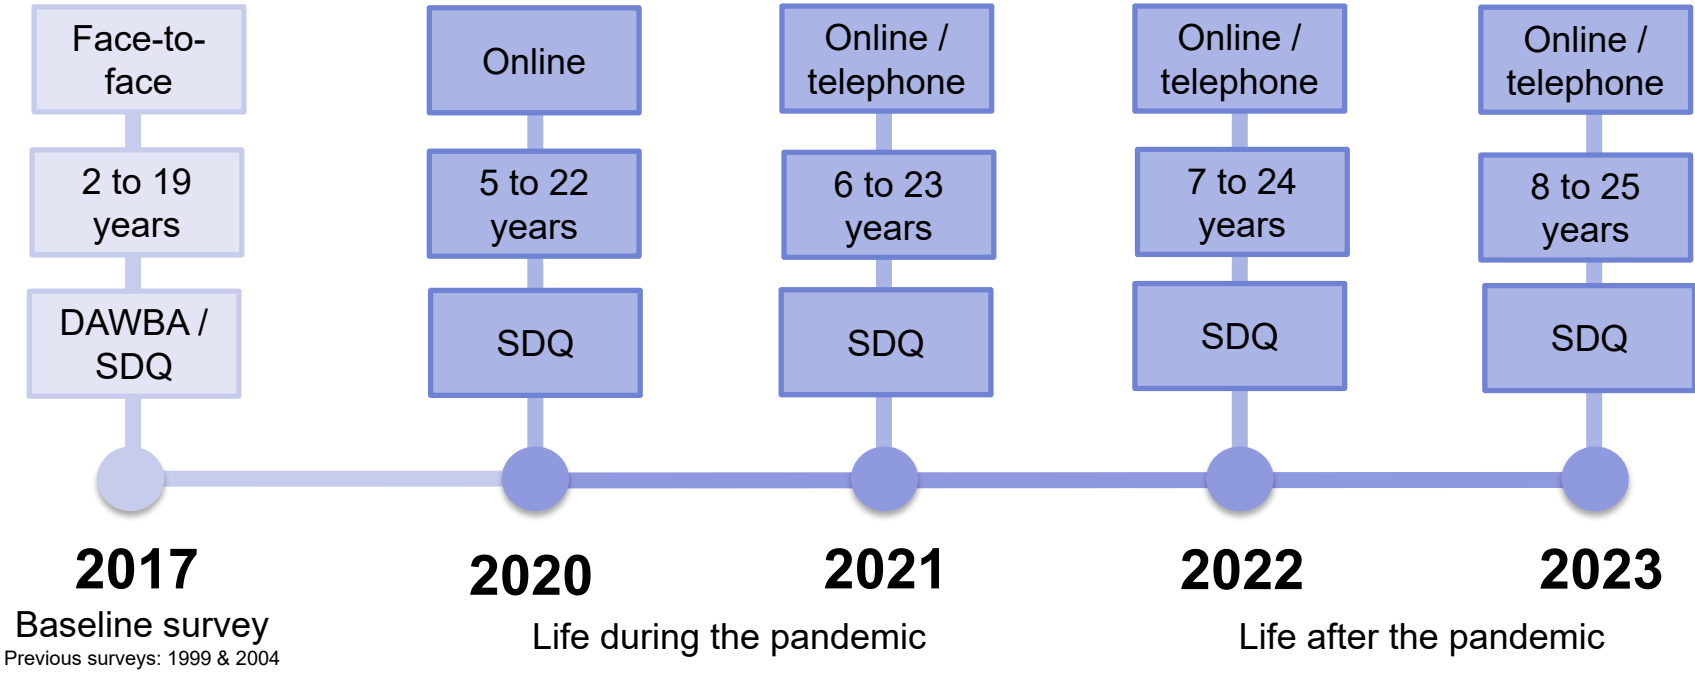 Face-to-
face
2 to 19
years
DAWBA /
SDQ
2017
Baseline survey
Previous surveys: 1999 & 2004
Online
5 to 22
years
SDQ
2020
Online /
telephone
6 to 23
years
SDQ
2021
Life during the pandemic
Online /
telephone
7 to 24
years
SDQ
2022
Online /
telephone
8 to 25
years
SDQ
2023
Life after the pandemic